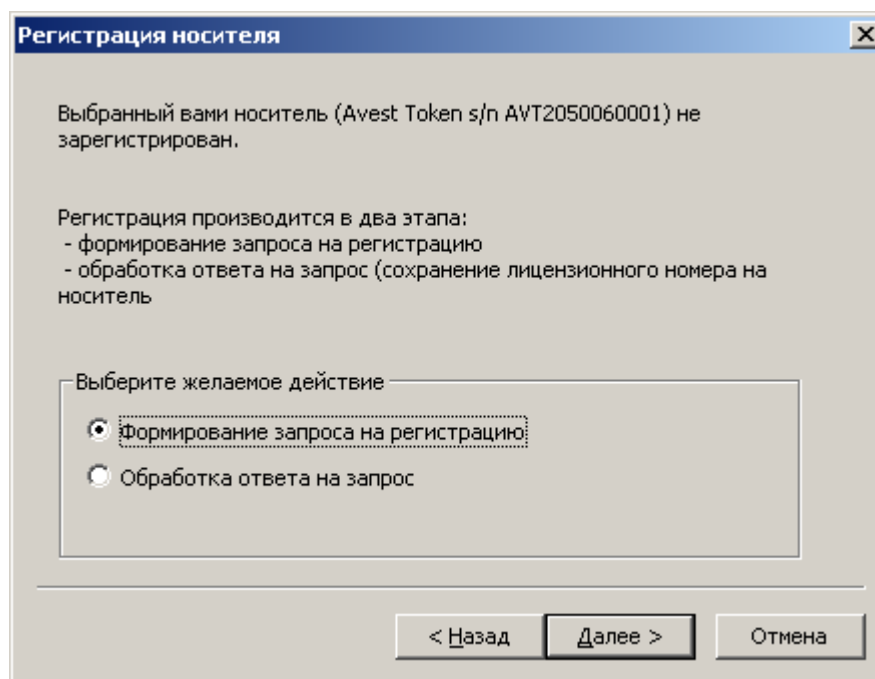 Регистрация носителя
Выбранный вами носитель (Avest Token s/n AVT2050060001) не
зарегистрирован.
Регистрация производится в два этапа:
- формирование запроса на регистрацию
- обработка ответа на запрос (сохранение лицензионного номера на
носитель
Выберите желаемое действие
Формирование запроса на регистрацию
Обработка ответа на запрос
< Назад Далее > Отмена